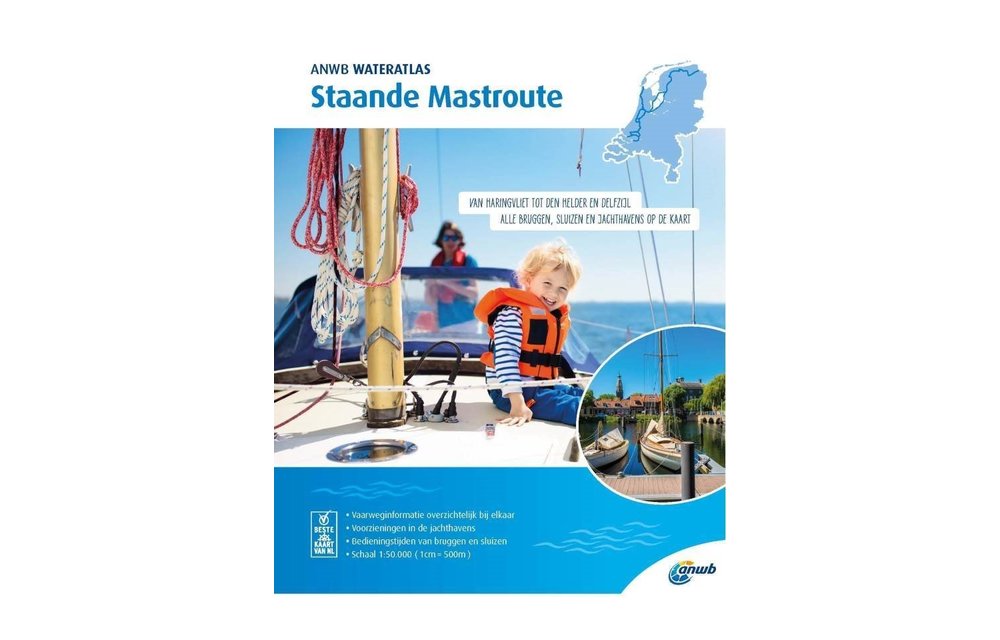 ANWB WATERATLAS
Staande Mastroute
VAN HARINGVLIET TOT DEN HELDER EN DELFZIJL
ALLE BRUGGEN, SLUIZEN EN JACHTHAVENS OP DE KAART
• Vaarweginformatie overzichtelijk bij elkaar
• Voorzieningen in de jachthavens
• Bedieningstijden van bruggen en sluizen
• Schaal 1:50.000 ( 1cm = 500m )
BESTE
KAART
VAN NL
anwb